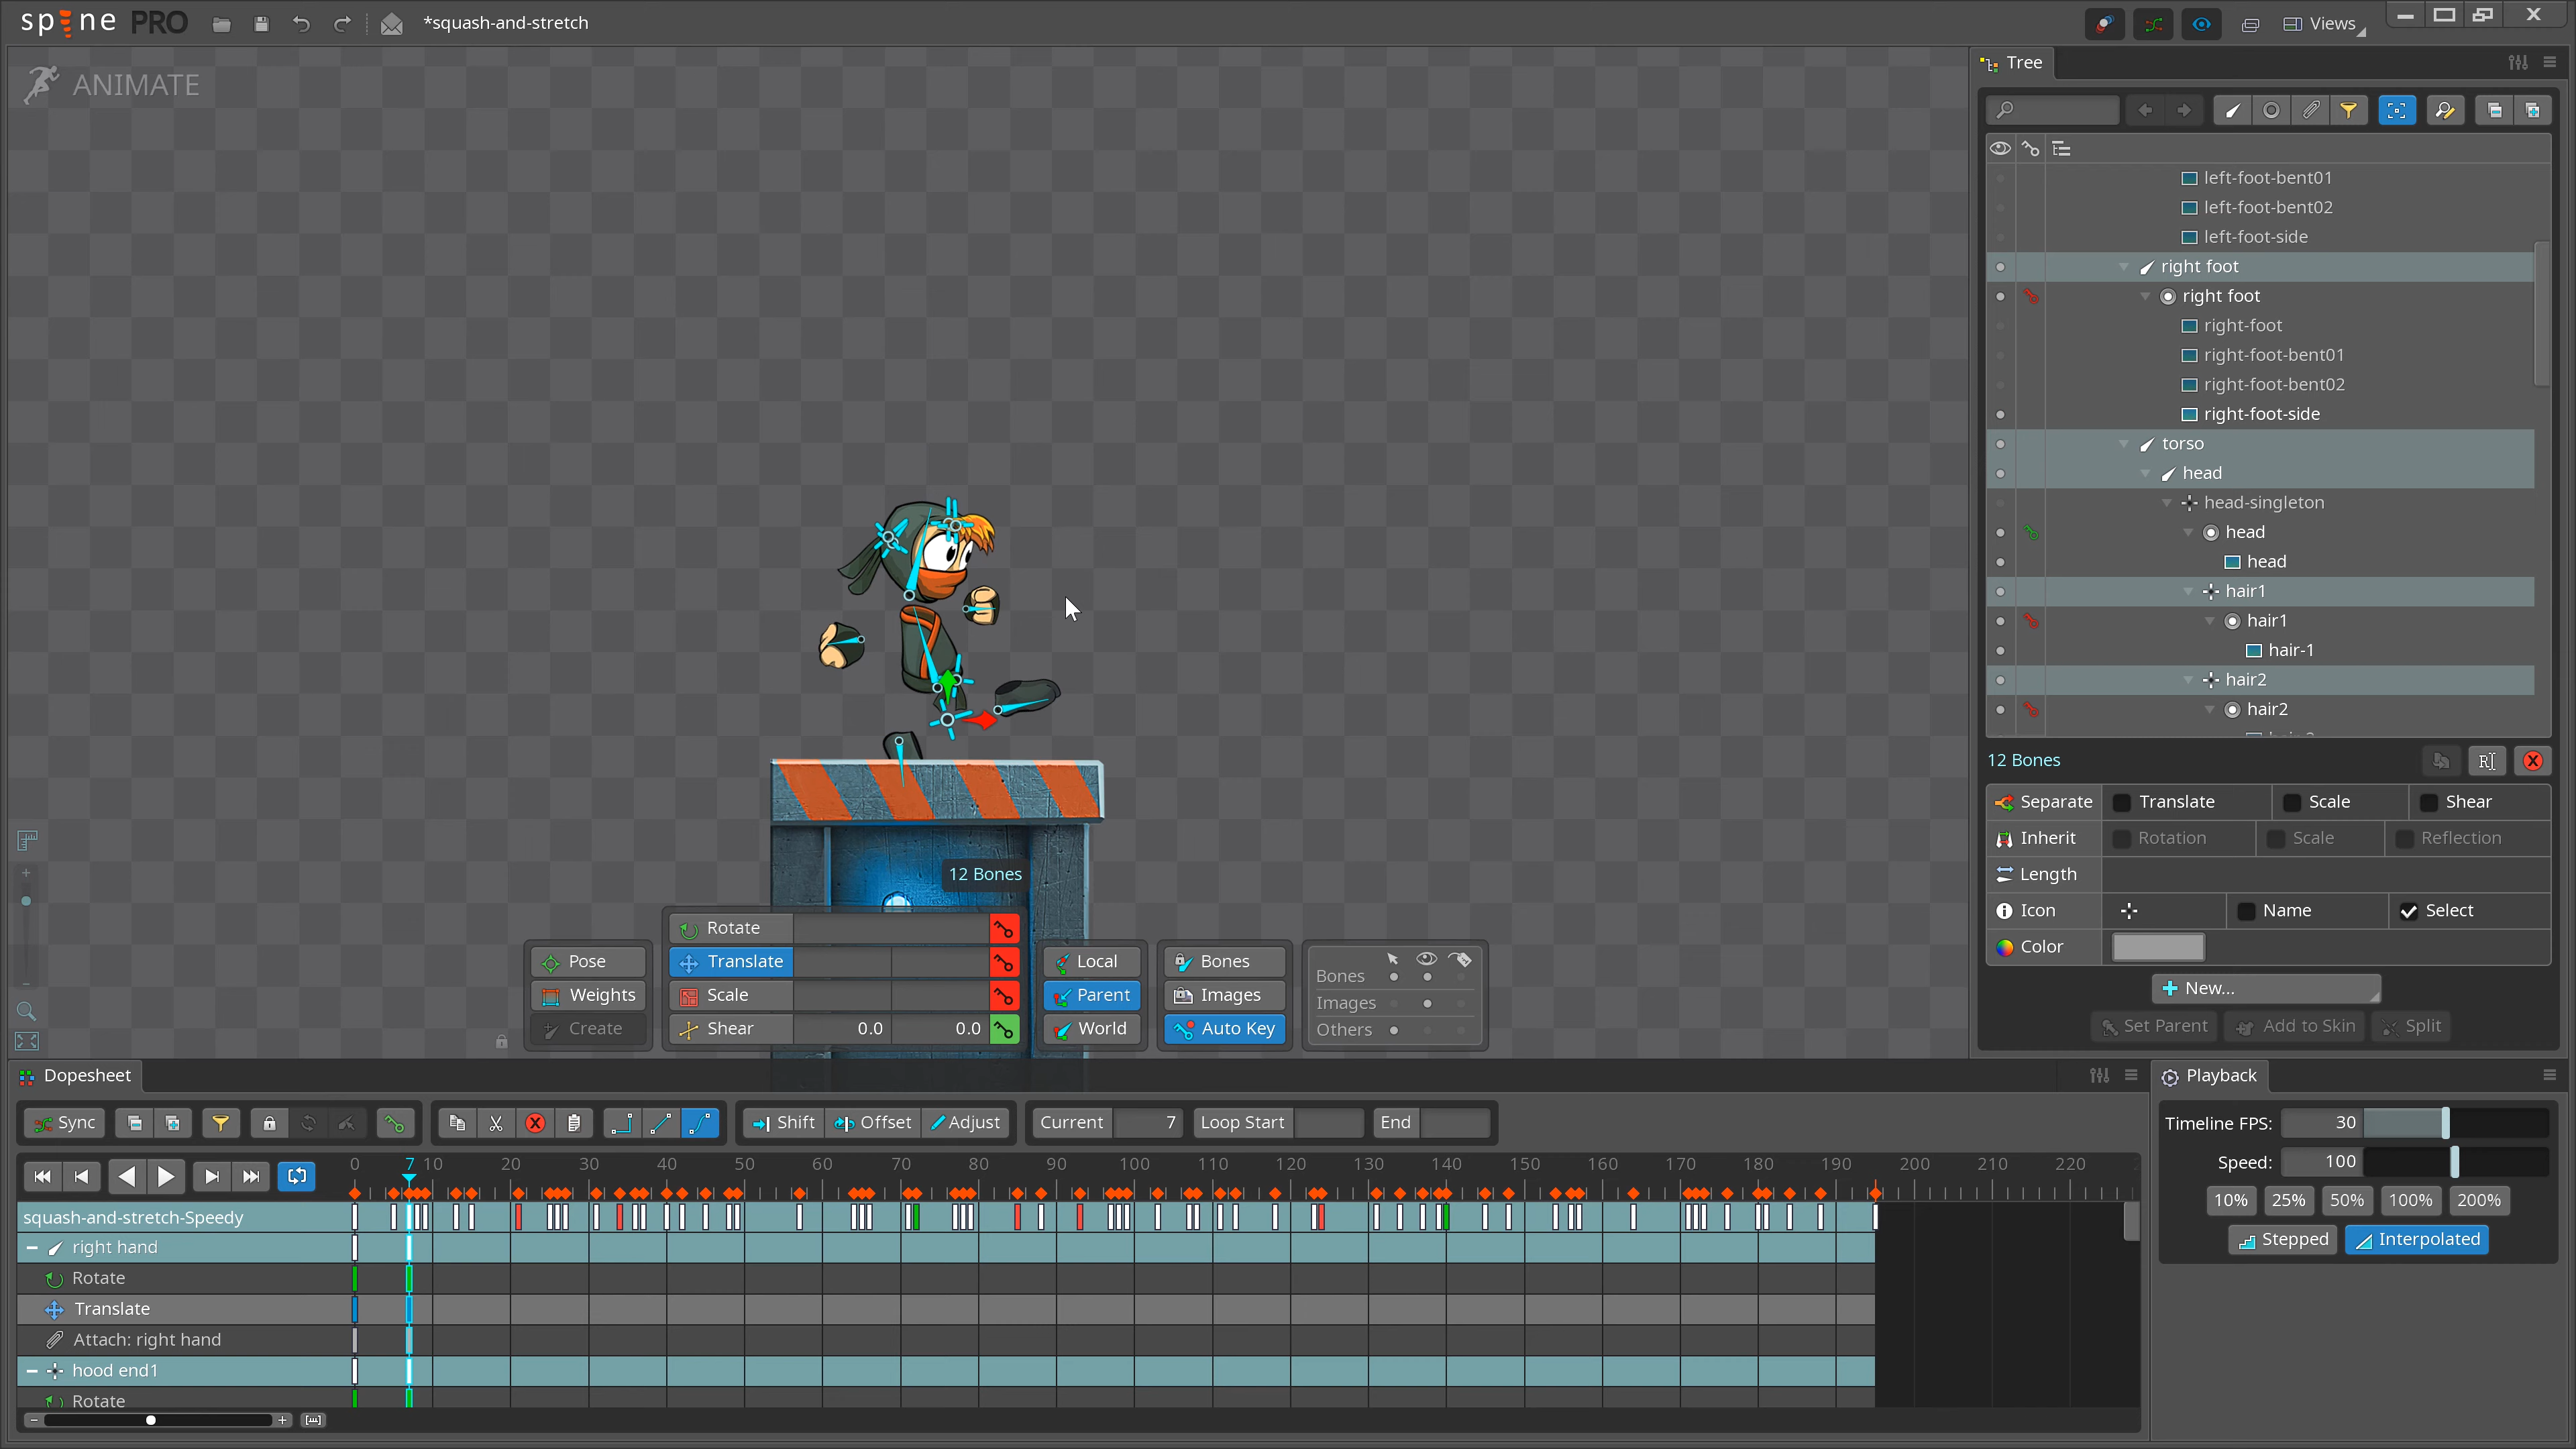 spine PRO
*squash-and-stretch
Views
ANIMATE
Tree
left-foot-bent01
left-foot-bent02
left-foot-side
right foot
right foot
right-foot
right-foot-bent01
right-foot-bent02
right-foot-side
torso
head
head-singleton
head
head
hair1
hair1
hair-1
hair2
hair2
12 Bones
Separate Translate Scale Shear
Inherit Rotation Scale Reflection
Length
Icon Name Select
Color
New...
Set Parent Add to Skin Split
12 Bones
Pose
Weights
Create
Rotate
Translate
Scale
Shear 0.0 0.0
Local
Parent
World
Bones
Images
Auto Key
Bones
Images
Others
Dopesheet
Sync
Shift Offset Adjust
Current 7 Loop Start End
0 7 10 20 30 40 50 60 70 80 90 100 110 120 130 140 150 160 170 180 190 200 210 220
squash-and-stretch-Speedy
right hand
Rotate
Translate
Attach: right hand
hood end1
Rotate
Playback
Timeline FPS: 30
Speed: 100
10% 25% 50% 100% 200%
Stepped Interpolated